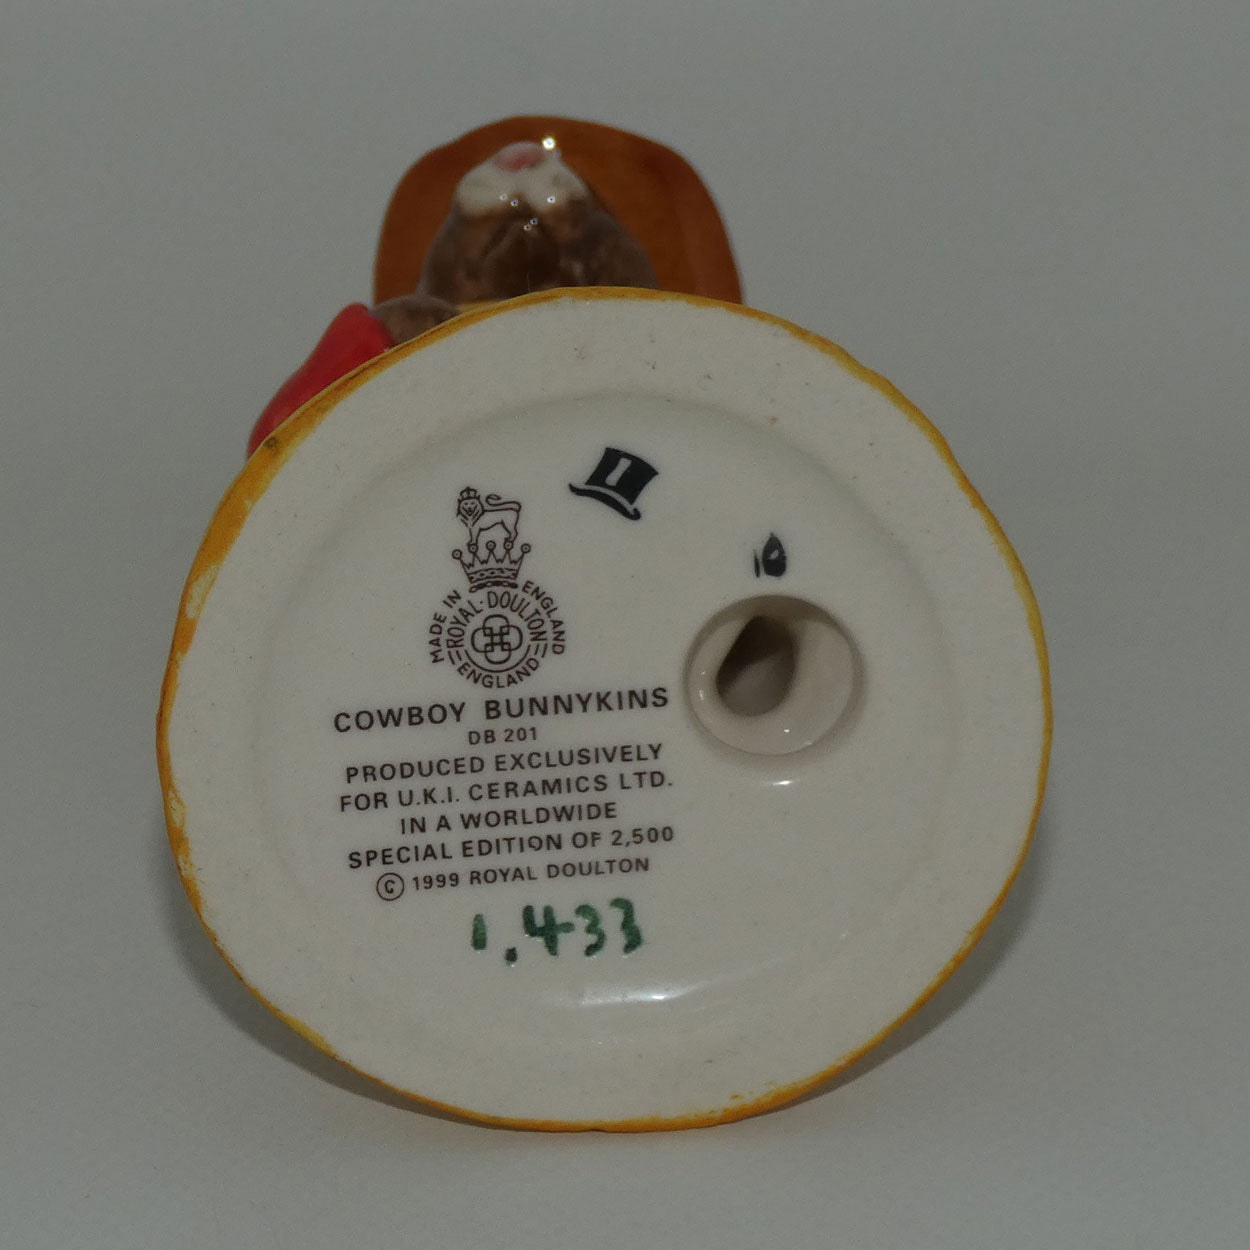 1
MADE IN ENGLAND
ROYAL·DOULTON
ENGLAND
COWBOY BUNNYKINS
DB 201
PRODUCED EXCLUSIVELY
FOR U.K.I. CERAMICS LTD.
IN A WORLDWIDE
SPECIAL EDITION OF 2,500
© 1999 ROYAL DOULTON
1,433